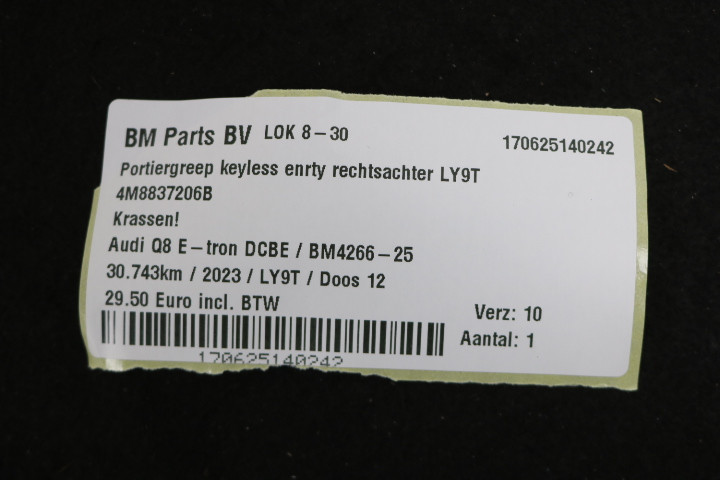 BM Parts BV LOK 8-30 170625140242
Portiergreep keyless enrty rechtsachter LY9T
4M8837206B
Krassen!
Audi Q8 E-tron DCBE / BM4266-25
30.743km / 2023 / LY9T / Doos 12
29.50 Euro incl. BTW
Verz: 10
Aantal: 1
170625140242